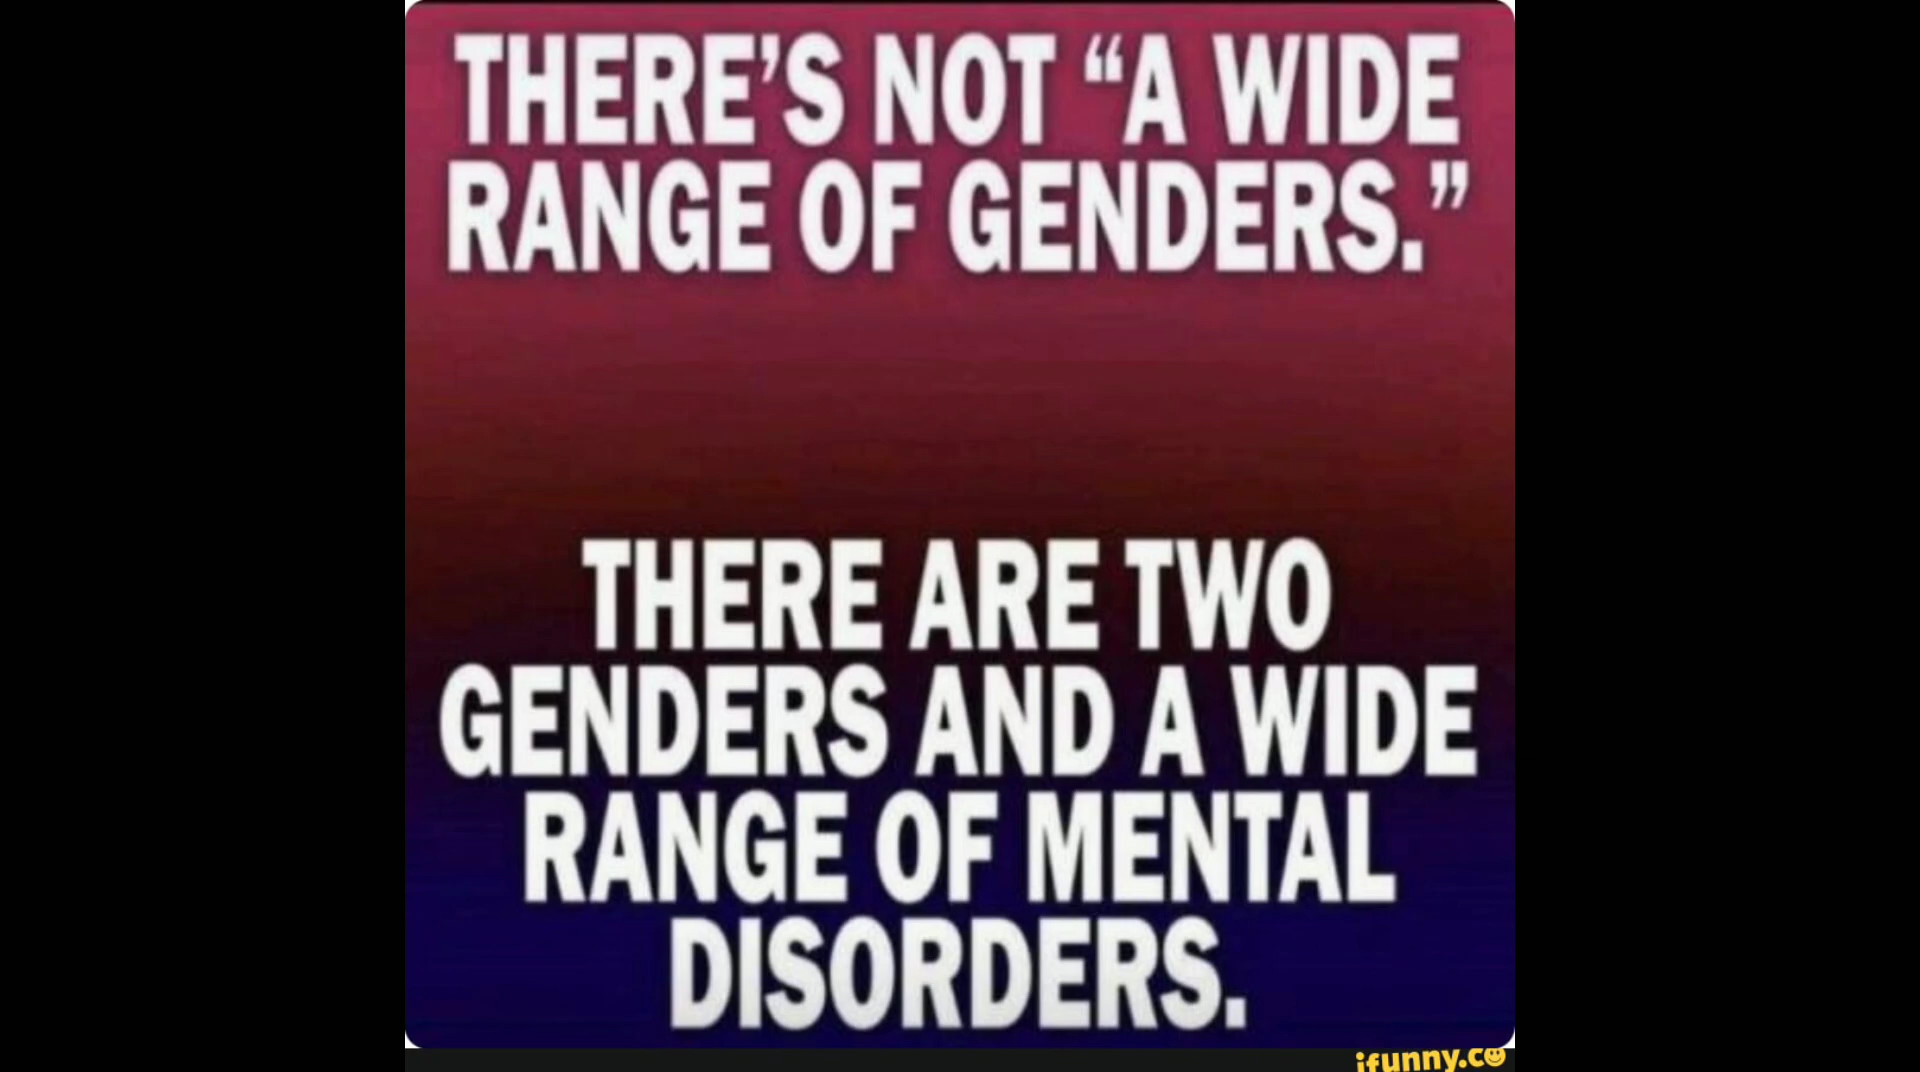 THERE'S NOT “A WIDE
RANGE OF GENDERS.”
THERE ARE TWO
GENDERS AND A WIDE
RANGE OF MENTAL
DISORDERS.
ifunny.co